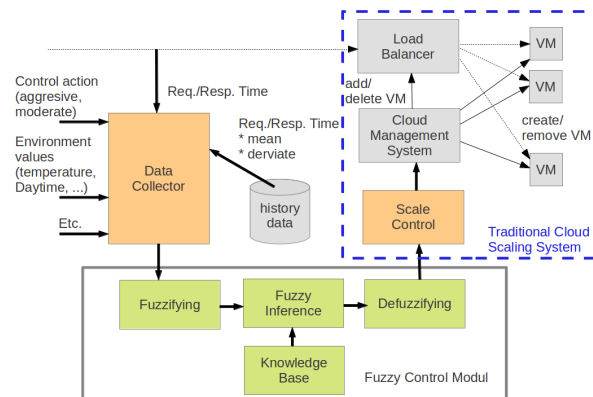 Load
Balancer
VM
VM
VM
add/
delete VM
create/
remove VM
Cloud
Management
System
Scale
Control
Traditional Cloud
Scaling System
Control action
(aggresive,
moderate)
Req./Resp. Time
Environment
values
(temperature,
Daytime, ...)
Etc.
Data
Collector
Req./Resp. Time
* mean
* derviate
history
data
Fuzzifying
Fuzzy
Inference
Defuzzifying
Knowledge
Base
Fuzzy Control Modul